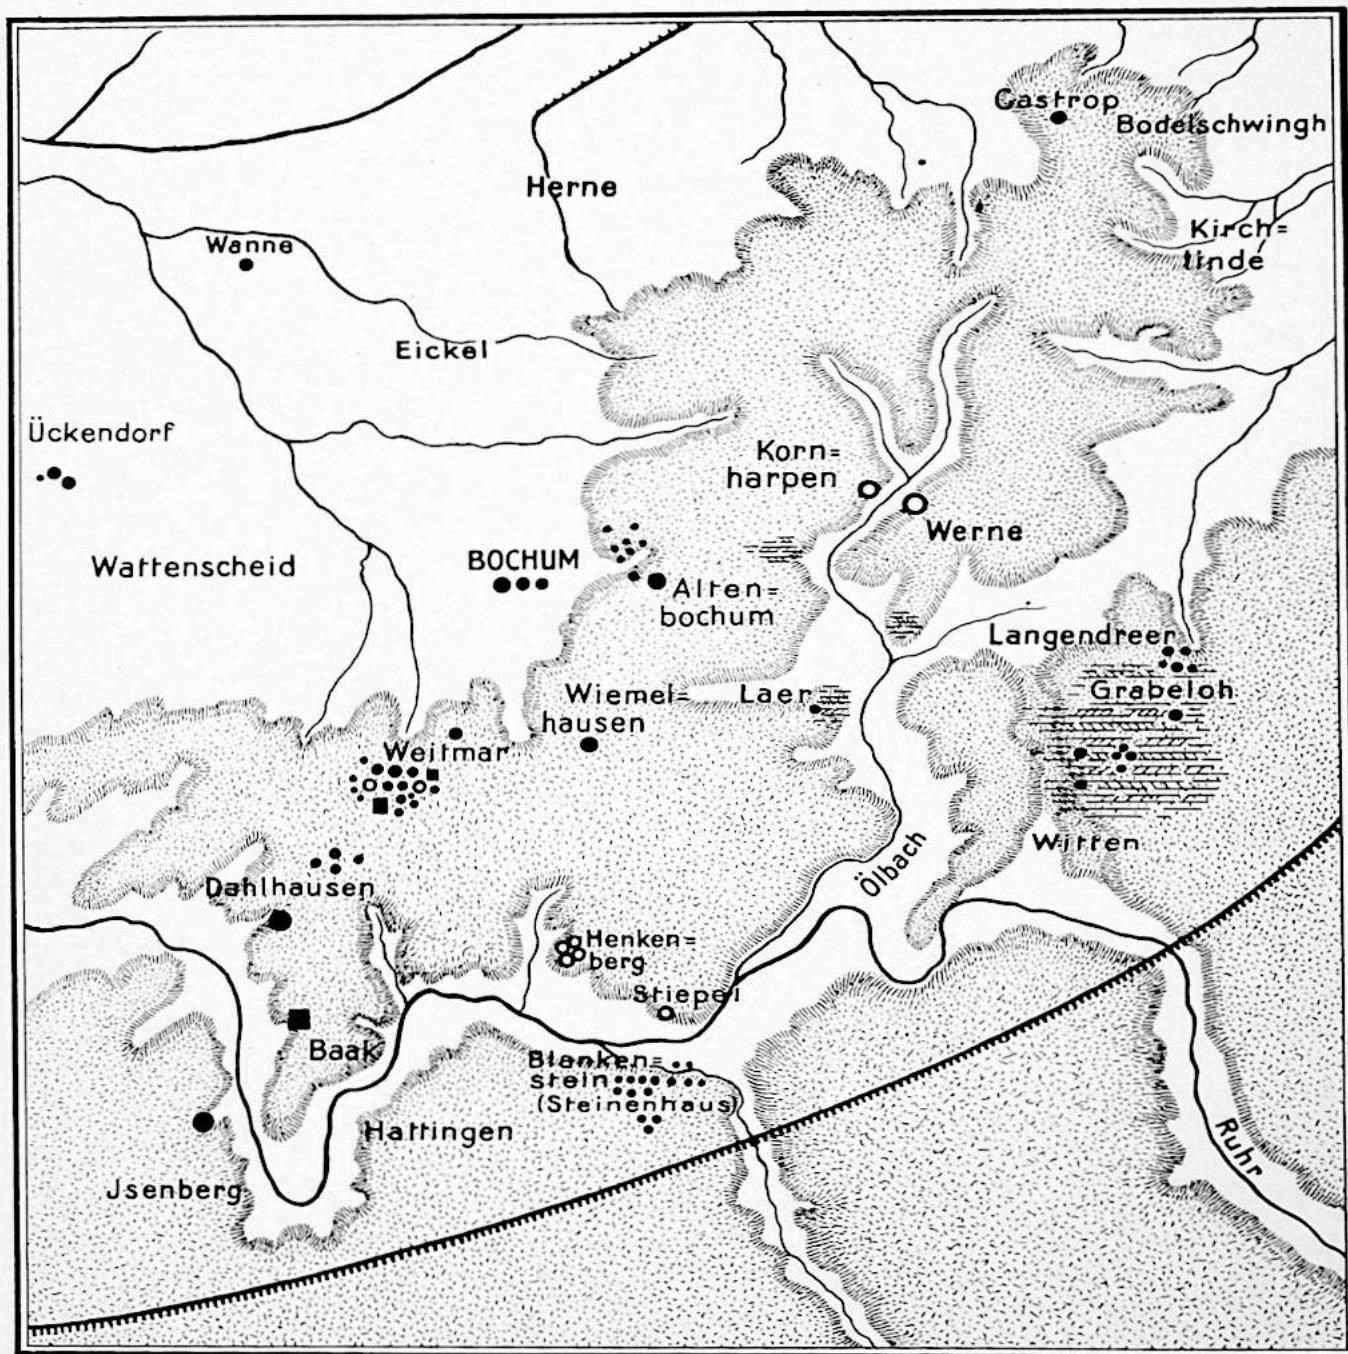 Castrop
Bodelschwingh
Herne
Kirch=
linde
Wanne
Eickel
Ückendorf
Korn=
harpen
Werne
Wattenscheid
BOCHUM
Alten=
bochum
Langendreer
Grabeloh
Wiemel=
hausen
Laer
Weitmar
Witten
Ölbach
Dahlhausen
Henken=
berg
Stiepel
Baak
Blanken=
stein
(Steinenhaus)
Hattingen
Ruhr
Jsenberg